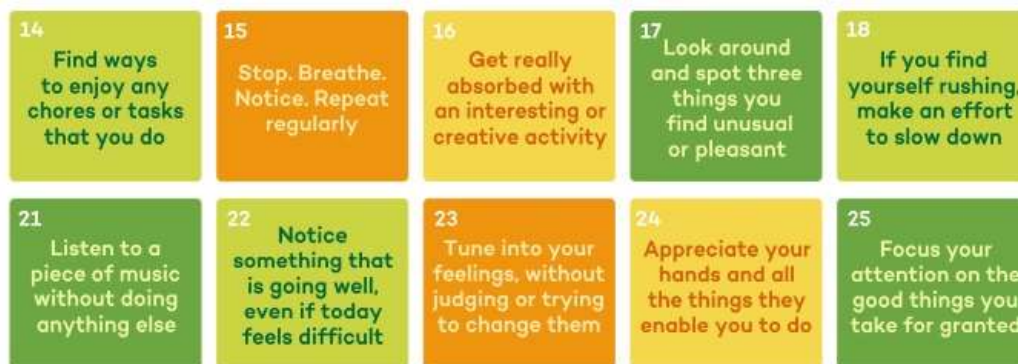 14
Find ways
to enjoy any
chores or tasks
that you do
15
Stop. Breathe.
Notice. Repeat
regularly
16
Get really
absorbed with
an interesting or
creative activity
17
Look around
and spot three
things you
find unusual
or pleasant
18
If you find
yourself rushing,
make an effort
to slow down
21
Listen to a
piece of music
without doing
anything else
22
Notice
something that
is going well,
even if today
feels difficult
23
Tune into your
feelings, without
judging or trying
to change them
24
Appreciate your
hands and all
the things they
enable you to do
25
Focus your
attention on the
good things you
take for granted